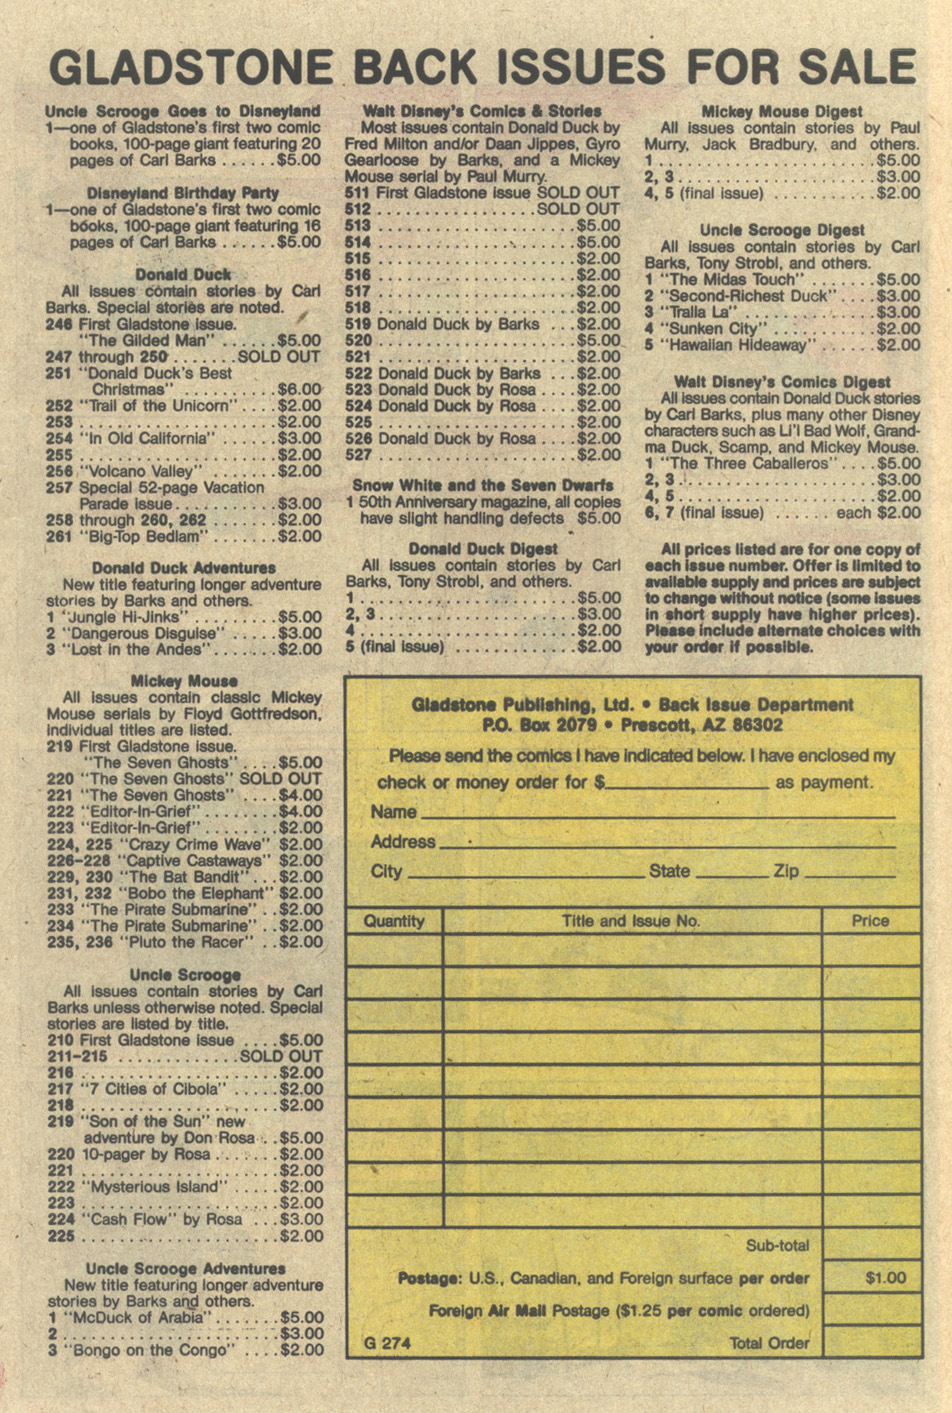 GLADSTONE BACK ISSUES FOR SALE
Uncle Scrooge Goes to Disneyland
1—one of Gladstone's first two comic
books, 100-page giant featuring 20
pages of Carl Barks ......$5.00
Disneyland Birthday Party
1—one of Gladstone's first two comic
books, 100-page giant featuring 16
pages of Carl Barks ......$5.00
Donald Duck
All issues contain stories by Carl
Barks. Special stories are noted.
246 First Gladstone issue.
"The Gilded Man" ......$5.00
247 through 250 .......SOLD OUT
251 "Donald Duck's Best
Christmas" ..........$6.00
252 "Trail of the Unicorn" ....$2.00
253 ......................$2.00
254 "In Old California" ......$3.00
255 ......................$2.00
256 "Volcano Valley" ........$2.00
257 Special 52-page Vacation
Parade issue ...........$3.00
258 through 260, 262 .......$2.00
261 "Big-Top Bedlam" .......$2.00
Donald Duck Adventures
New title featuring longer adventure
stories by Barks and others.
1 "Jungle Hi-Jinks" .........$5.00
2 "Dangerous Disguise" .....$3.00
3 "Lost in the Andes" .......$2.00
Mickey Mouse
All issues contain classic Mickey
Mouse serials by Floyd Gottfredson,
Individual titles are listed.
219 First Gladstone issue.
"The Seven Ghosts" .....$5.00
220 "The Seven Ghosts" SOLD OUT
221 "The Seven Ghosts" ....$4.00
222 "Editor-In-Grief" ........$4.00
223 "Editor-In-Grief" ........$2.00
224, 225 "Crazy Crime Wave" $2.00
226–228 "Captive Castaways" $2.00
229, 230 "The Bat Bandit" ...$2.00
231, 232 "Bobo the Elephant" $2.00
233 "The Pirate Submarine" ..$2.00
234 "The Pirate Submarine" ..$2.00
235, 236 "Pluto the Racer" ..$2.00
Uncle Scrooge
All issues contain stories by Carl
Barks unless otherwise noted. Special
stories are listed by title.
210 First Gladstone issue ....$5.00
211–215 .............SOLD OUT
216 ......................$2.00
217 "7 Cities of Cibola" .....$2.00
218 ......................$2.00
219 "Son of the Sun" new
adventure by Don Rosa ..$5.00
220 10-pager by Rosa .......$2.00
221 ......................$2.00
222 "Mysterious Island" .....$2.00
223 ......................$2.00
224 "Cash Flow" by Rosa ...$3.00
225 ......................$2.00
Uncle Scrooge Adventures
New title featuring longer adventure
stories by Barks and others.
1 "McDuck of Arabia" .......$5.00
2 ........................$3.00
3 "Bongo on the Congo" ....$2.00
Walt Disney's Comics & Stories
Most issues contain Donald Duck by
Fred Milton and/or Daan Jippes, Gyro
Gearloose by Barks, and a Mickey
Mouse serial by Paul Murry.
511 First Gladstone issue SOLD OUT
512 .................SOLD OUT
513 ......................$5.00
514 ......................$5.00
515 ......................$2.00
516 ......................$2.00
517 ......................$2.00
518 ......................$2.00
519 Donald Duck by Barks ...$2.00
520 ......................$5.00
521 ......................$2.00
522 Donald Duck by Barks ...$2.00
523 Donald Duck by Rosa ....$2.00
524 Donald Duck by Rosa ....$2.00
525 ......................$2.00
526 Donald Duck by Rosa ....$2.00
527 ......................$2.00
Snow White and the Seven Dwarfs
1 50th Anniversary magazine, all copies
have slight handling defects $5.00
Donald Duck Digest
All issues contain stories by Carl
Barks, Tony Strobl, and others.
1 ........................$5.00
2, 3 ......................$3.00
4 ........................$2.00
5 (final issue) .............$2.00
Mickey Mouse Digest
All issues contain stories by Paul
Murry, Jack Bradbury, and others.
1 ........................$5.00
2, 3 ......................$3.00
4, 5 (final issue) ...........$2.00
Uncle Scrooge Digest
All issues contain stories by Carl
Barks, Tony Strobl, and others.
1 "The Midas Touch" .......$5.00
2 "Second-Richest Duck" ....$3.00
3 "Tralla La" ..............$3.00
4 "Sunken City" ...........$2.00
5 "Hawaiian Hideaway" ......$2.00
Walt Disney's Comics Digest
All issues contain Donald Duck stories
by Carl Barks, plus many other Disney
characters such as Li'l Bad Wolf, Grand-
ma Duck, Scamp, and Mickey Mouse.
1 "The Three Caballeros" ....$5.00
2, 3 ......................$3.00
4, 5 ......................$2.00
6, 7 (final issue) ...... each $2.00
All prices listed are for one copy of
each issue number. Offer is limited to
available supply and prices are subject
to change without notice (some issues
in short supply have higher prices).
Please include alternate choices with
your order if possible.
Gladstone Publishing, Ltd. • Back Issue Department
P.O. Box 2079 • Prescott, AZ 86302
Please send the comics I have indicated below. I have enclosed my
check or money order for $________ as payment.
Name
Address
City State Zip
Quantity Title and Issue No. Price
Sub-total
Postage: U.S., Canadian, and Foreign surface per order $1.00
Foreign Air Mail Postage ($1.25 per comic ordered)
G 274 Total Order